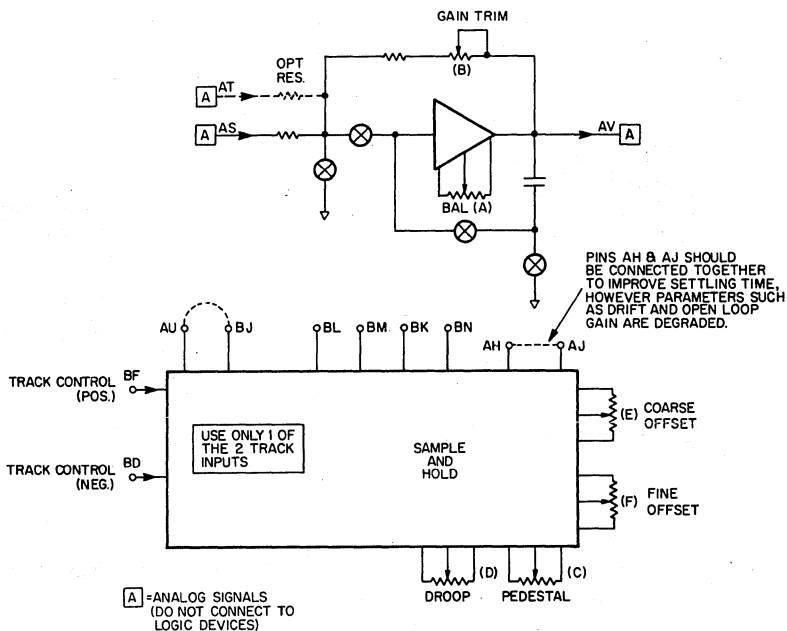 GAIN TRIM
(B)
OPT
RES.
A AT
A AS
AV A
BAL (A)
PINS AH & AJ SHOULD
BE CONNECTED TOGETHER
TO IMPROVE SETTLING TIME,
HOWEVER PARAMETERS SUCH
AS DRIFT AND OPEN LOOP
GAIN ARE DEGRADED.
AU BJ BL BM BK BN AH AJ
TRACK CONTROL BF
(POS.)
(E) COARSE
OFFSET
USE ONLY 1 OF
THE 2 TRACK
INPUTS
SAMPLE
AND
HOLD
TRACK CONTROL BD
(NEG.)
(F) FINE
OFFSET
(D) (C)
DROOP PEDESTAL
A =ANALOG SIGNALS
(DO NOT CONNECT TO
LOGIC DEVICES)